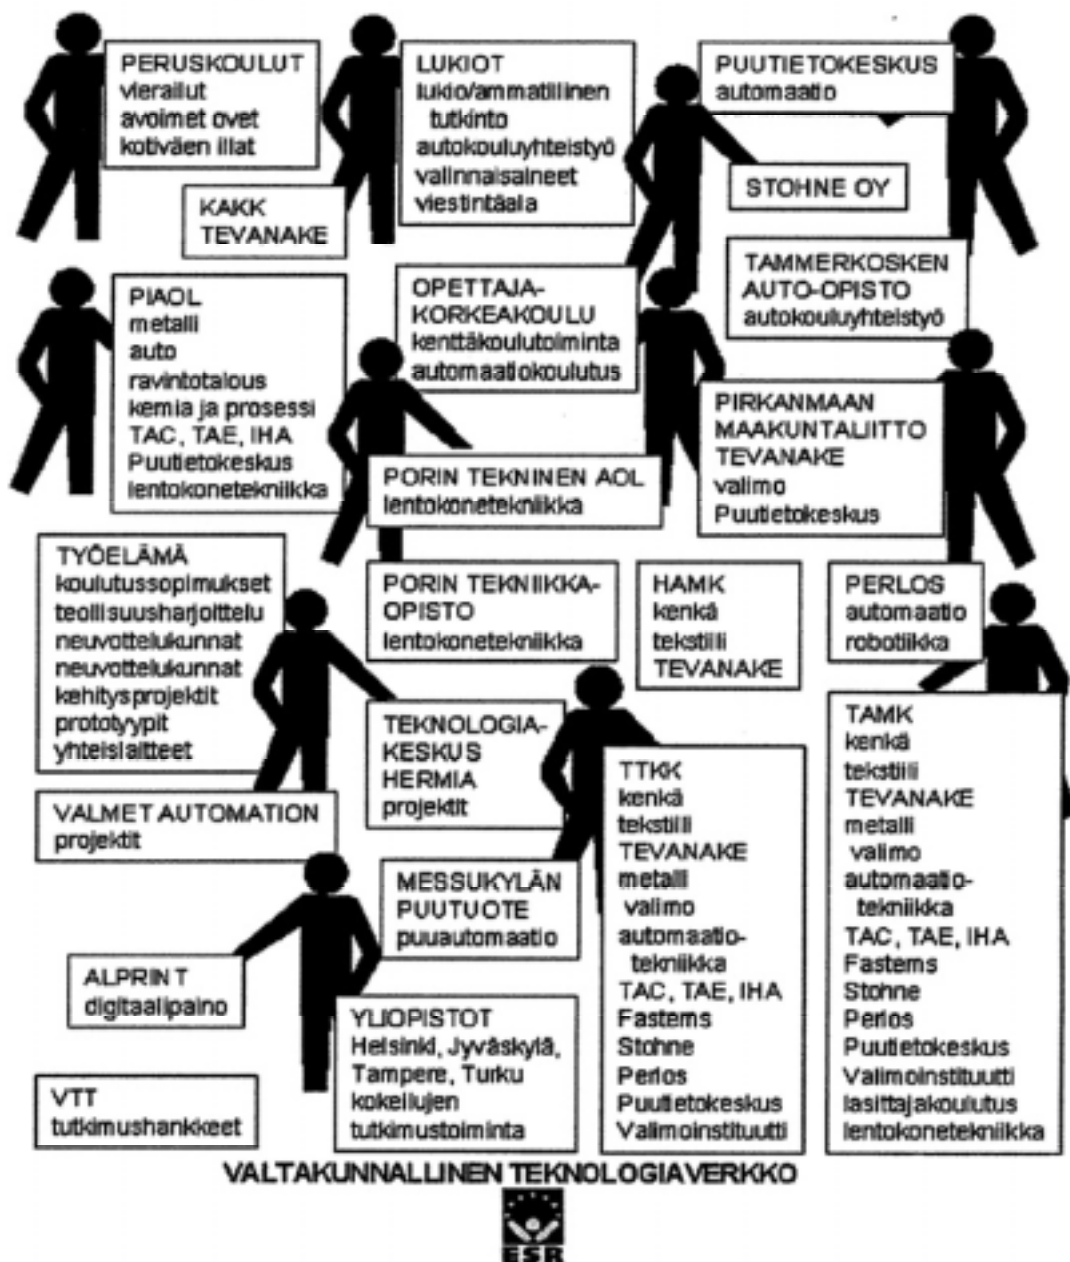 PERUSKOULUT
vierailut
avoimet ovet
kotiväen illat
LUKIOT
lukio/ammatillinen
tutkinto
autokouluyhteistyö
valinnaisaineet
viestintäala
PUUTIETOKESKUS
automaatio
KAKK
TEVANAKE
STOHNE OY
PIAOL
metalli
auto
ravintotalous
kemia ja prosessi
TAC, TAE, IHA
Puutietokeskus
lentokonetekniikka
OPETTAJA-
KORKEAKOULU
kenttäkoulutoiminta
automaatiokoulutus
TAMMERKOSKEN
AUTO-OPISTO
autokouluyhteistyö
PORIN TEKNINEN AOL
lentokonetekniikka
PIRKANMAAN
MAAKUNTALIITTO
TEVANAKE
valimo
Puutietokeskus
TYÖELÄMÄ
koulutussopimukset
teollisuusharjoittelu
neuvottelukunnat
neuvottelukunnat
kehitysprojektit
prototyypit
yhteislaitteet
PORIN TEKNIIKKA-
OPISTO
lentokonetekniikka
HAMK
kenkä
tekstiili
TEVANAKE
PERLOS
automaatio
robotiikka
VALMET AUTOMATION
projektit
TEKNOLOGIA-
KESKUS
HERMIA
projektit
TTKK
kenkä
tekstiili
TEVANAKE
metalli
valimo
automaatio-
tekniikka
TAC, TAE, IHA
Fastems
Stohne
Perlos
Puutietokeskus
Valimoinstituutti
TAMK
kenkä
tekstiili
TEVANAKE
metalli
valimo
automaatio-
tekniikka
TAC, TAE, IHA
Fastems
Stohne
Perlos
Puutietokeskus
Valimoinstituutti
lasittajakoulutus
lentokonetekniikka
MESSUKYLÄN
PUUTUOTE
puuautomaatio
ALPRINT
digitaalipaino
YLIOPISTOT
Helsinki, Jyväskylä,
Tampere, Turku
kokeilujen
tutkimustoiminta
VTT
tutkimushankkeet
VALTAKUNNALLINEN TEKNOLOGIAVERKKO
ESR